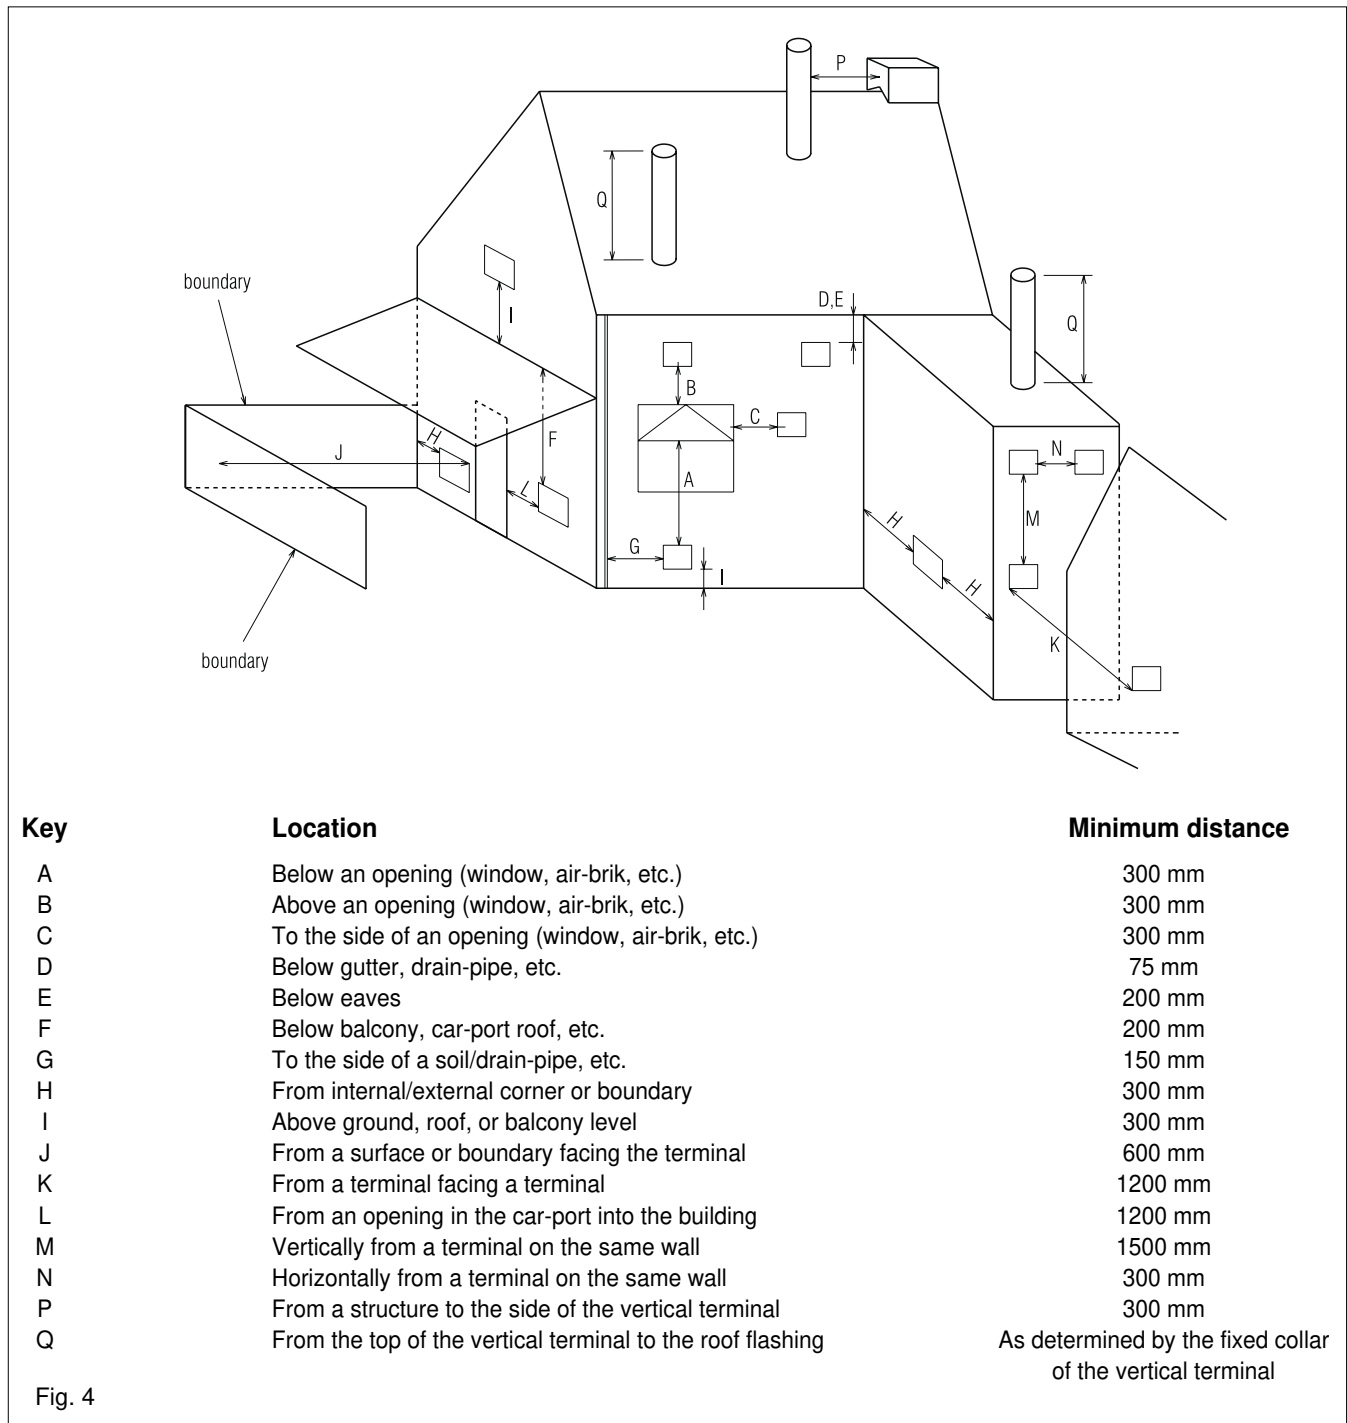 P
Q
boundary
I
D,E
Q
B
C
N
H
J
F
A
L
M
H
G
I
H
K
boundary
Key Location Minimum distance
A Below an opening (window, air-brik, etc.) 300 mm
B Above an opening (window, air-brik, etc.) 300 mm
C To the side of an opening (window, air-brik, etc.) 300 mm
D Below gutter, drain-pipe, etc. 75 mm
E Below eaves 200 mm
F Below balcony, car-port roof, etc. 200 mm
G To the side of a soil/drain-pipe, etc. 150 mm
H From internal/external corner or boundary 300 mm
I Above ground, roof, or balcony level 300 mm
J From a surface or boundary facing the terminal 600 mm
K From a terminal facing a terminal 1200 mm
L From an opening in the car-port into the building 1200 mm
M Vertically from a terminal on the same wall 1500 mm
N Horizontally from a terminal on the same wall 300 mm
P From a structure to the side of the vertical terminal 300 mm
Q From the top of the vertical terminal to the roof flashing As determined by the fixed collar
of the vertical terminal
Fig. 4